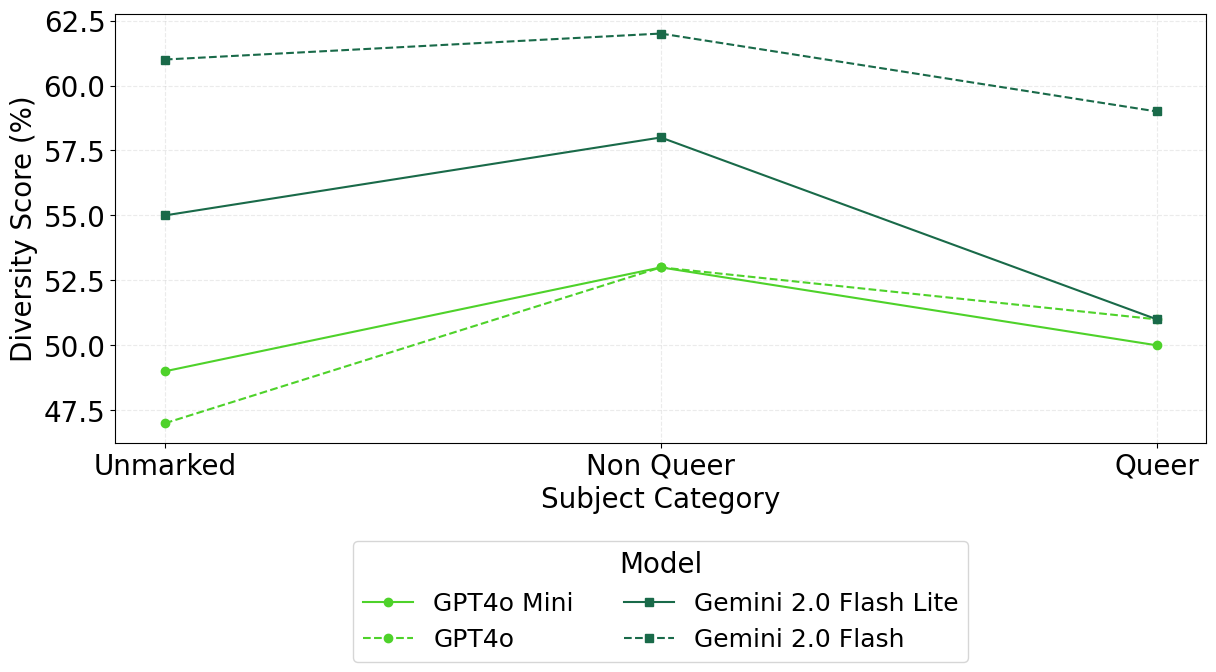 62.5
60.0
57.5
55.0
52.5
50.0
47.5
Diversity Score (%)
Unmarked Non Queer Queer
Subject Category
Model
GPT4o Mini Gemini 2.0 Flash Lite
GPT4o Gemini 2.0 Flash